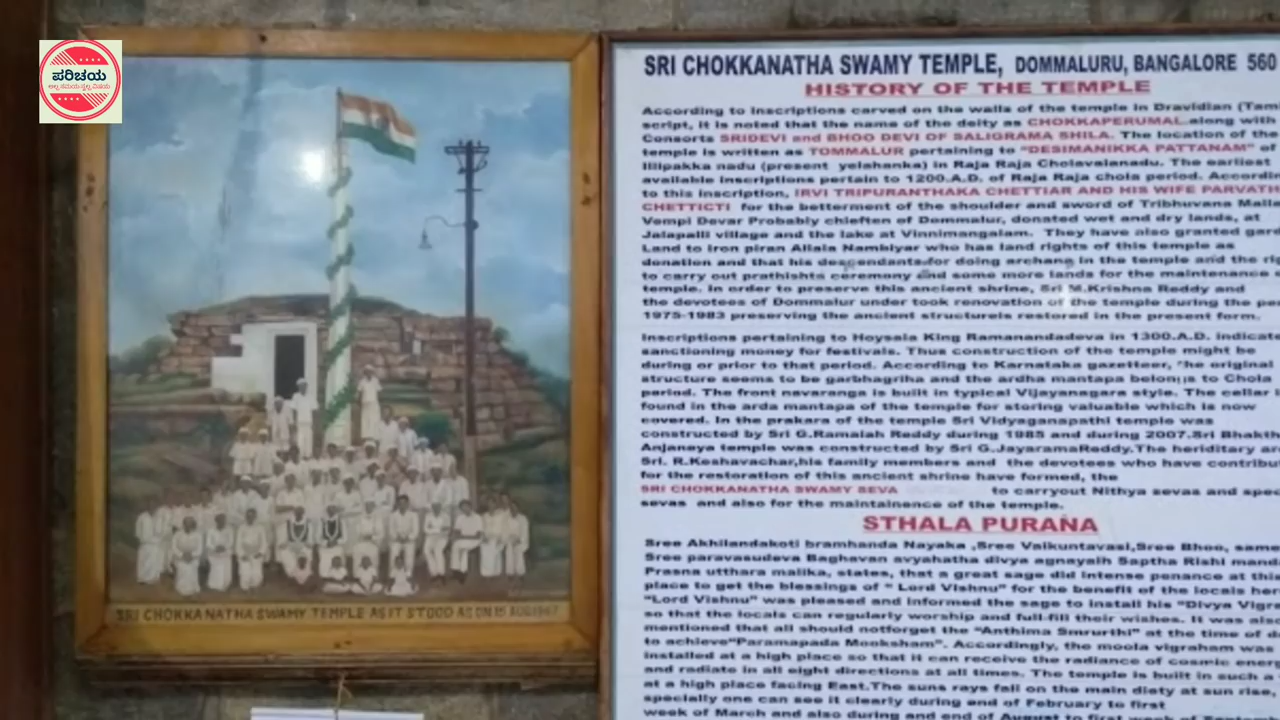 ಪರಿಚಯ
SRI CHOKKANATHA SWAMY TEMPLE AS IT STOOD AS ON 15 AUG 1947
SRI CHOKKANATHA SWAMY TEMPLE, DOMMALURU, BANGALORE 560
HISTORY OF THE TEMPLE
According to inscriptions carved on the walls of the temple in Dravidian
script, it is noted that the name of the deity as CHOKKAPERUMAL along with
Consorts SRIDEVI and BHOO DEVI OF SALIGRAMA SHILA. The location of the
temple is written as TOMMALUR pertaining to "DESIMANIKKA PATTANAM" of
Illipakka nadu (present yelahanka) in Raja Raja Cholavalanadu. The earliest
available inscriptions pertain to 1200.A.D. of Raja Raja chola period.
to this inscription, IRVI TRIPURANTHAKA CHETTIAR AND HIS WIFE
CHETTICTI for the betterment of the shoulder and sword of Tribhuvana
Vempi Devar Probably chieften of Dommalur, donated wet and dry lands, at
Jalapalli village and the lake at Vinnimangalam. They have also granted
Land to Iron piran Allala Nambiyar who has land rights of this temple as
donation and that his descendants for doing archana in the temple and the
to carry out prathishta ceremony and some more lands for the maintenance
temple. In order to preserve this ancient shrine, Sri M.Krishna Reddy and
the devotees of Dommalur under took renovation of the temple during the
1975-1983 preserving the ancient structureis restored in the present form.
Inscriptions pertaining to Hoysala King Ramanandadeva in 1300.A.D.
sanctioning money for festivals. Thus construction of the temple might be
during or prior to that period. According to Karnataka gazetteer, original
structure seems to be garbhagriha and the ardha mantapa belongs to Chola
period. The front navaranga is built in typical Vijayanagara style. The cellar
found in the arda mantapa of the temple for storing valuable which is now
covered. In the prakara of the temple Sri Vidyaganapathi temple was
constructed by Sri G.Ramaiah Reddy during 1985 and during 2007.Sri
Anjaneya temple was constructed by Sri G.JayaramaReddy.The heriditary
Sri. R.Keshavachar,his family members and the devotees who have
for the restoration of this ancient shrine have formed, the
SRI CHOKKANATHA SWAMY SEVA to carryout Nithya sevas and
sevas and also for the maintainence of the temple.
STHALA PURANA
Sree Akhilandakoti bramhanda Nayaka ,Sree Vaikuntavasi,Sree Bhoo,
Sree paravasudeva Baghavan avyahatha divya agnayaih Saptha Rishi
Prasna utthara malika, states, that a great sage did intense penance at this
place to get the blessings of " Lord Vishnu" for the benefit of the locals
"Lord Vishnu" was pleased and informed the sage to install his "Divya
so that the locals can regularly worship and full-fill their wishes. It was also
mentioned that all should notforget the "Anthima Smrurthi" at the time of
to achieve"Paramapada Mooksham". Accordingly, the moola vigraham was
installed at a high place so that it can receive the radiance of cosmic
and radiate in all eight directions at all times. The temple is built in such a
at a high place facing East.The suns rays fall on the main diety at sun rise,
specially one can see it clearly during end of February to first
week of March and also during and end of August to first week of